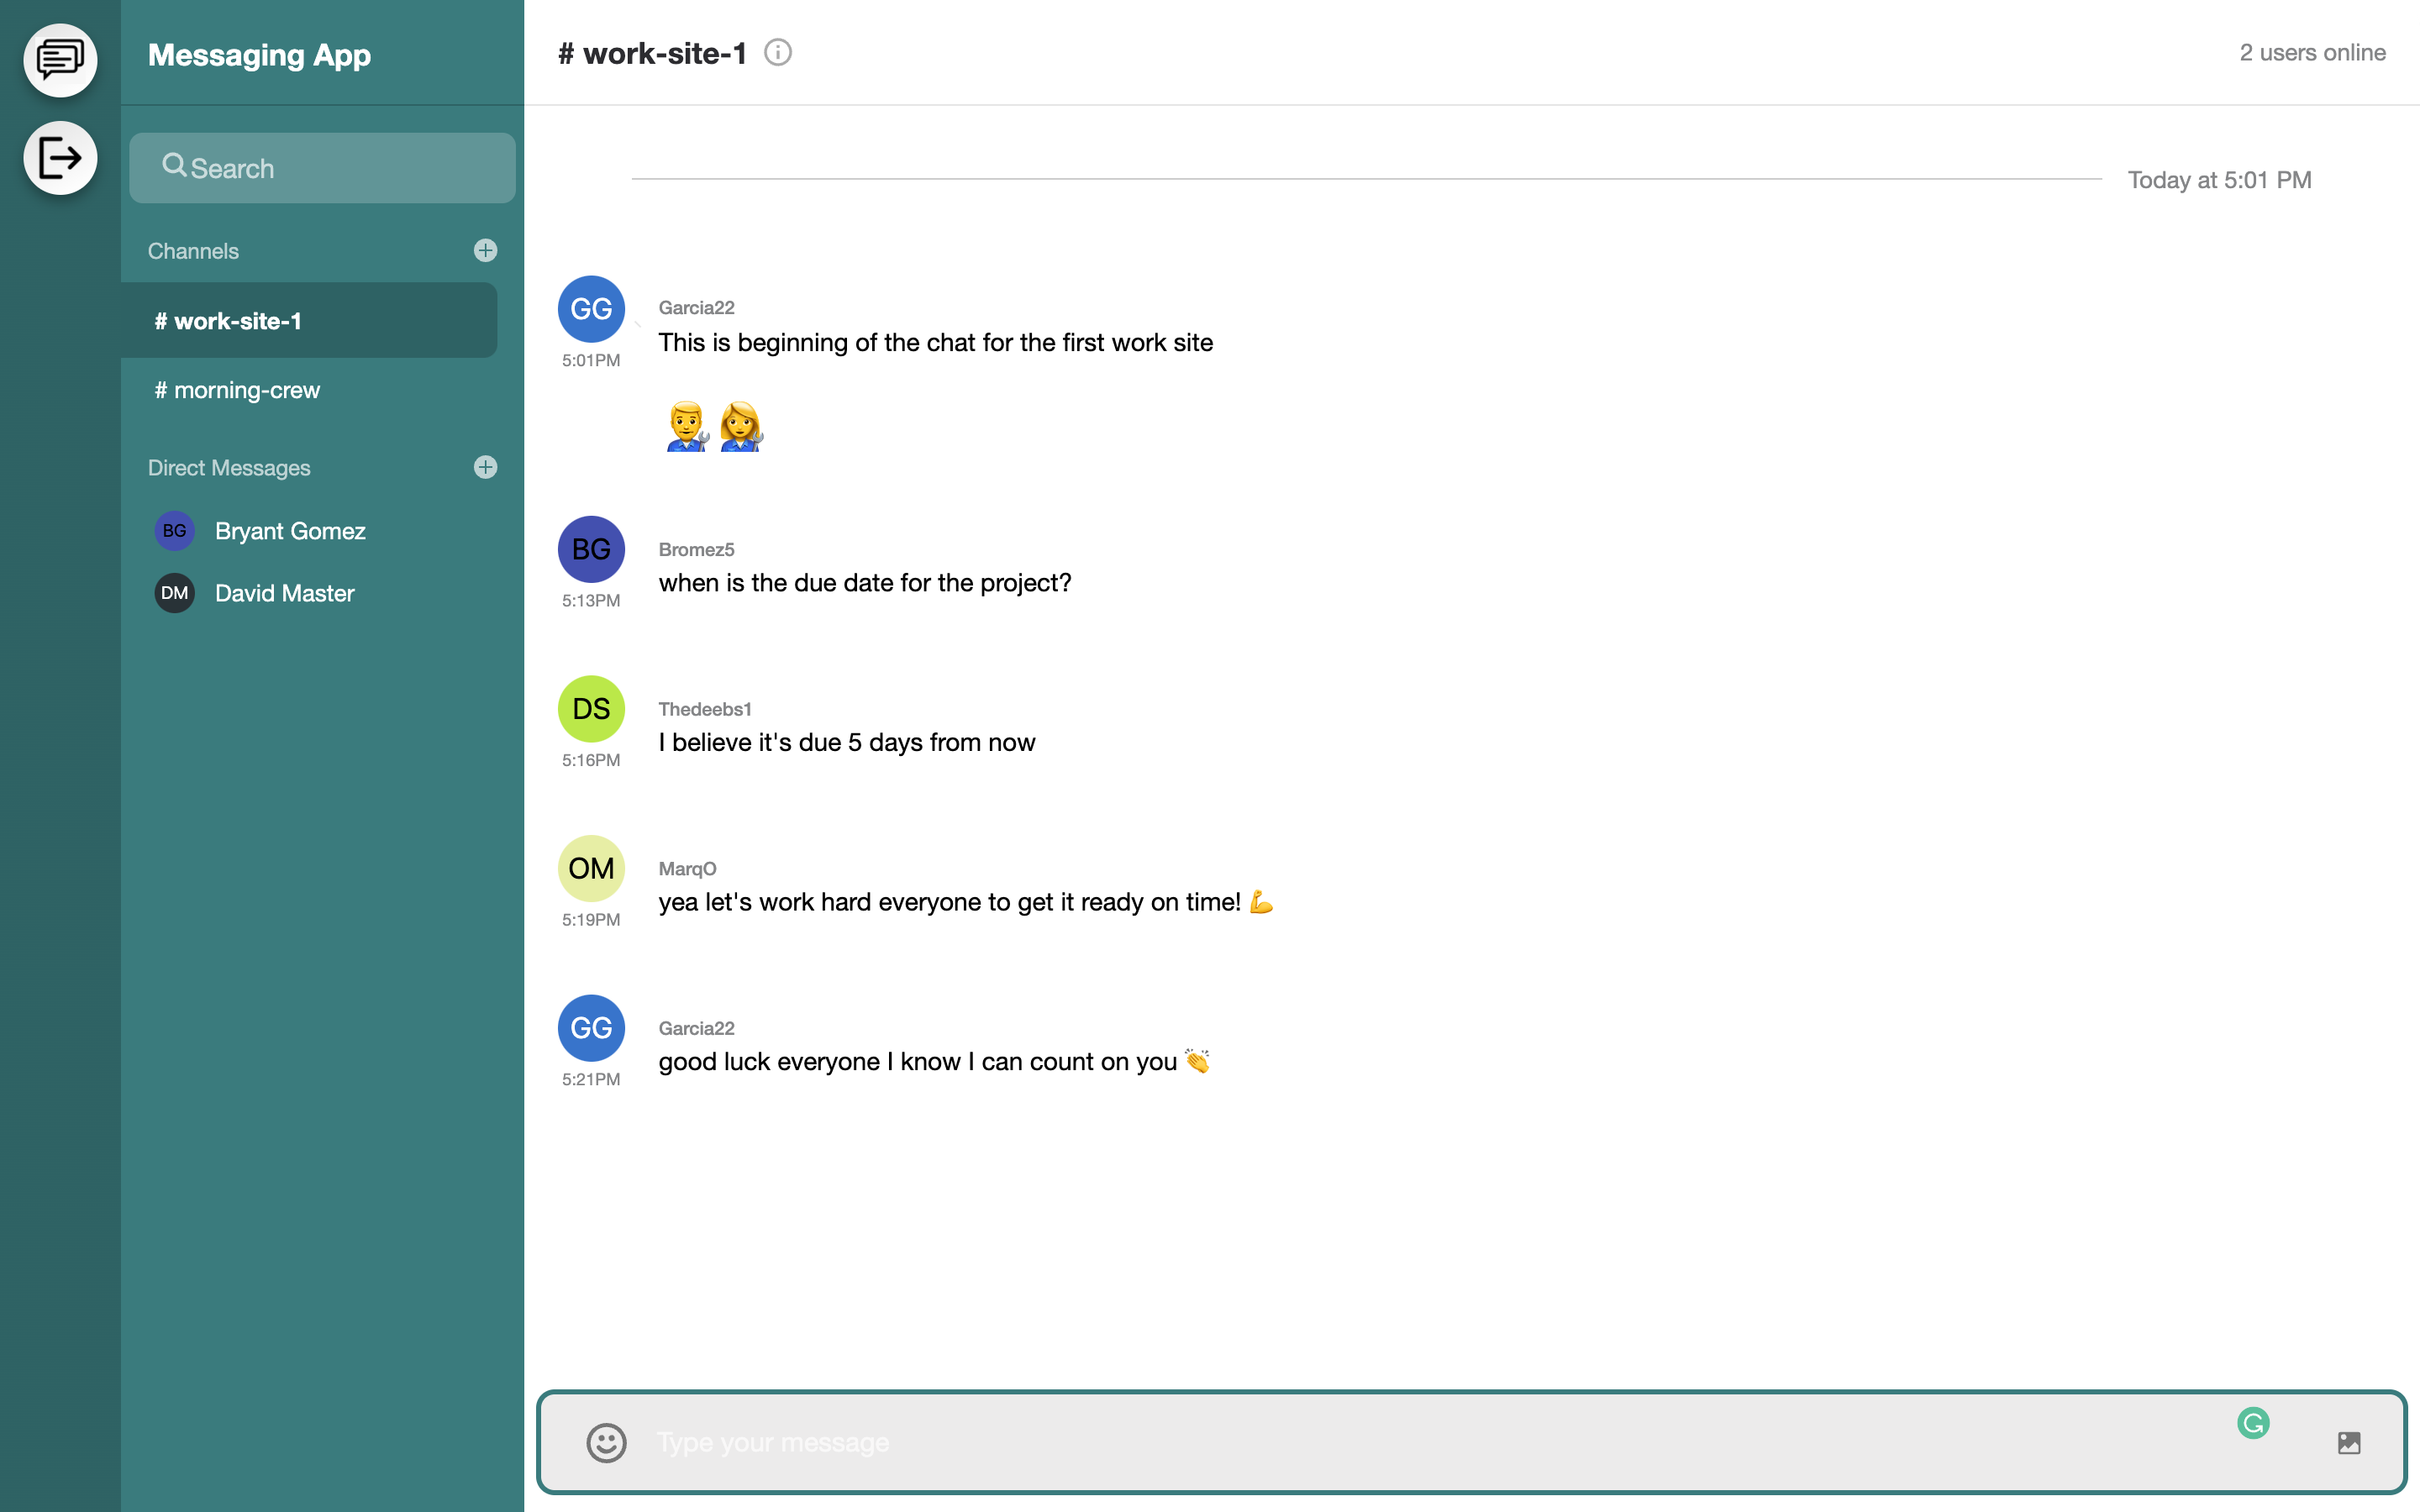 Messaging App
Search
Channels
# work-site-1
# morning-crew
Direct Messages
BG Bryant Gomez
DM David Master
# work-site-1
2 users online
Today at 5:01 PM
GG Garcia22
5:01PM This is beginning of the chat for the first work site
👨‍🔧👩‍🔧
BG Bromez5
when is the due date for the project?
5:13PM
DS Thedeebs1
I believe it's due 5 days from now
5:16PM
OM MarqO
yea let's work hard everyone to get it ready on time! 💪
5:19PM
GG Garcia22
good luck everyone I know I can count on you 👏
5:21PM
Type your message